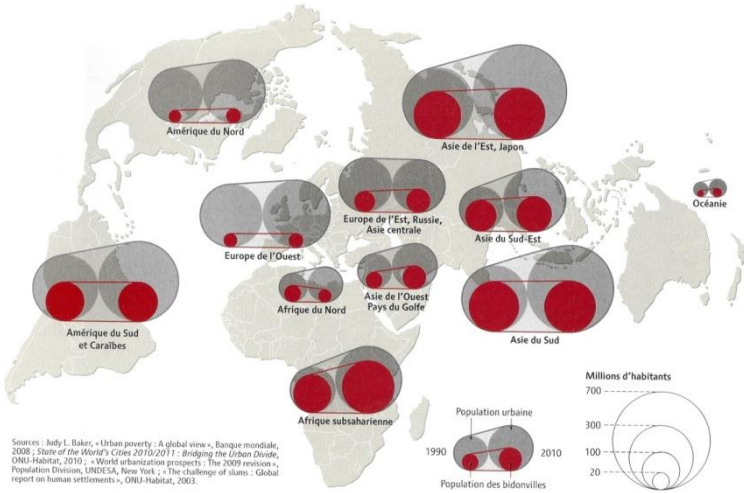 Amérique du Nord
Asie de l'Est, Japon
Océanie
Europe de l'Est, Russie,
Asie centrale
Asie du Sud-Est
Europe de l'Ouest
Afrique du Nord
Asie de l'Ouest
Pays du Golfe
Amérique du Sud
et Caraïbes
Asie du Sud
Afrique subsaharienne
Millions d'habitants
700
300
100
20
Population urbaine
1990
2010
Population des bidonvilles
Sources : Judy L. Baker, « Urban poverty : A global view », Banque mondiale,
2008 ; State of the World's Cities 2010/2011 : Bridging the Urban Divide,
ONU-Habitat, 2010 ; « World urbanization prospects : The 2009 revision »,
Population Division, UNDESA, New York ; « The challenge of slums : Global
report on human settlements », ONU-Habitat, 2003.